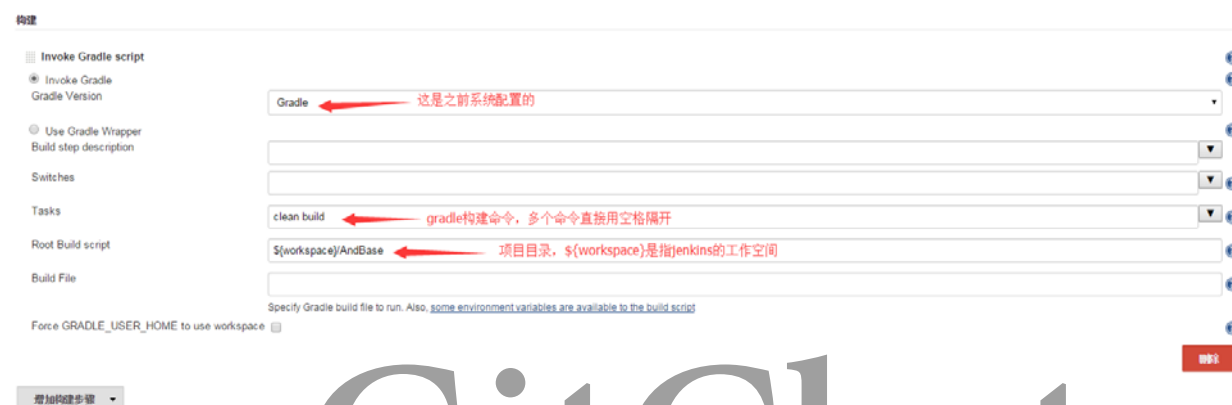 构建
Invoke Gradle script
Invoke Gradle
Gradle Version
Gradle 这是之前系统配置的
Use Gradle Wrapper
Build step description
Switches
Tasks
clean build gradle构建命令，多个命令直接用空格隔开
Root Build script
${workspace}/AndBase 项目目录，${workspace}是指jenkins的工作空间
Build File
Specify Gradle build file to run. Also, some environment variables are available to the build script
Force GRADLE_USER_HOME to use workspace
删除
增加构建步骤
GitChat